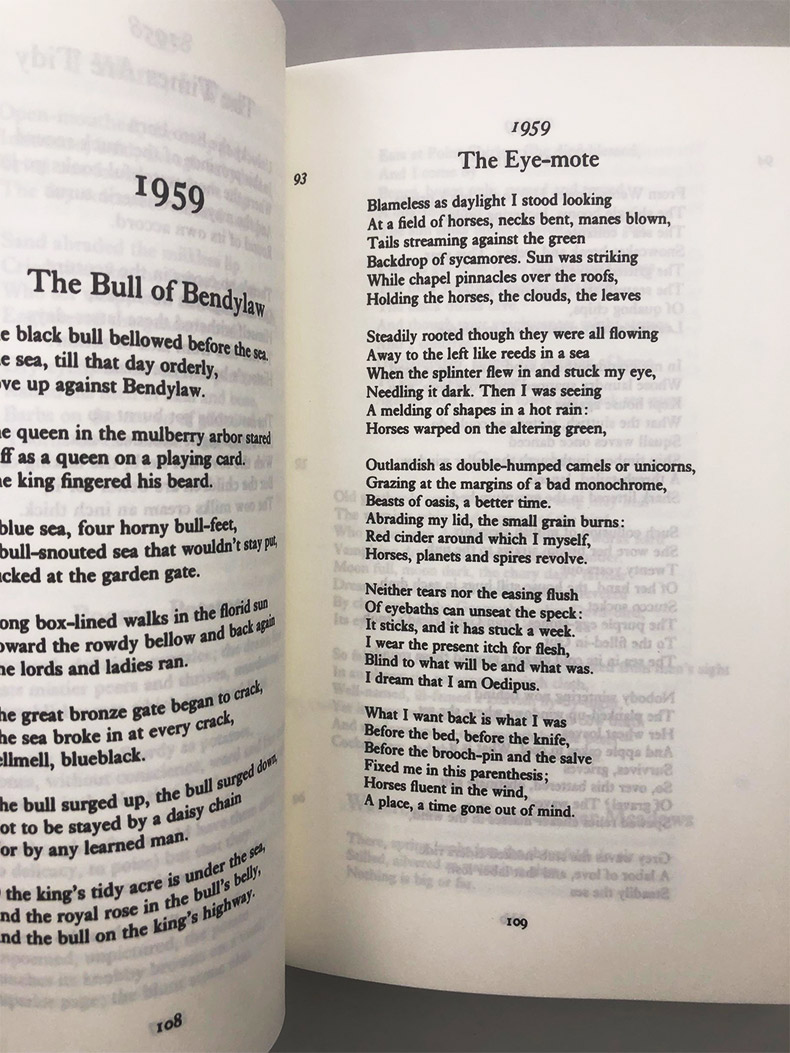 1959
The Bull of Bendylaw
e black bull bellowed before the sea.
e sea, till that day orderly,
ve up against Bendylaw.
e queen in the mulberry arbor stared
ff as a queen on a playing card.
e king fingered his beard.
blue sea, four horny bull-feet,
bull-snouted sea that wouldn't stay put,
cked at the garden gate.
ong box-lined walks in the florid sun
oward the rowdy bellow and back again
he lords and ladies ran.
he great bronze gate began to crack,
he sea broke in at every crack,
ellmell, blueblack.
he bull surged up, the bull surged down,
ot to be stayed by a daisy chain
or by any learned man.
the king's tidy acre is under the sea,
nd the royal rose in the bull's belly,
nd the bull on the king's highway.
108
93
1959
The Eye-mote
Blameless as daylight I stood looking
At a field of horses, necks bent, manes blown,
Tails streaming against the green
Backdrop of sycamores. Sun was striking
While chapel pinnacles over the roofs,
Holding the horses, the clouds, the leaves
Steadily rooted though they were all flowing
Away to the left like reeds in a sea
When the splinter flew in and stuck my eye,
Needling it dark. Then I was seeing
A melding of shapes in a hot rain:
Horses warped on the altering green,
Outlandish as double-humped camels or unicorns,
Grazing at the margins of a bad monochrome,
Beasts of oasis, a better time.
Abrading my lid, the small grain burns:
Red cinder around which I myself,
Horses, planets and spires revolve.
Neither tears nor the easing flush
Of eyebaths can unseat the speck:
It sticks, and it has stuck a week.
I wear the present itch for flesh,
Blind to what will be and what was.
I dream that I am Oedipus.
What I want back is what I was
Before the bed, before the knife,
Before the brooch-pin and the salve
Fixed me in this parenthesis;
Horses fluent in the wind,
A place, a time gone out of mind.
109